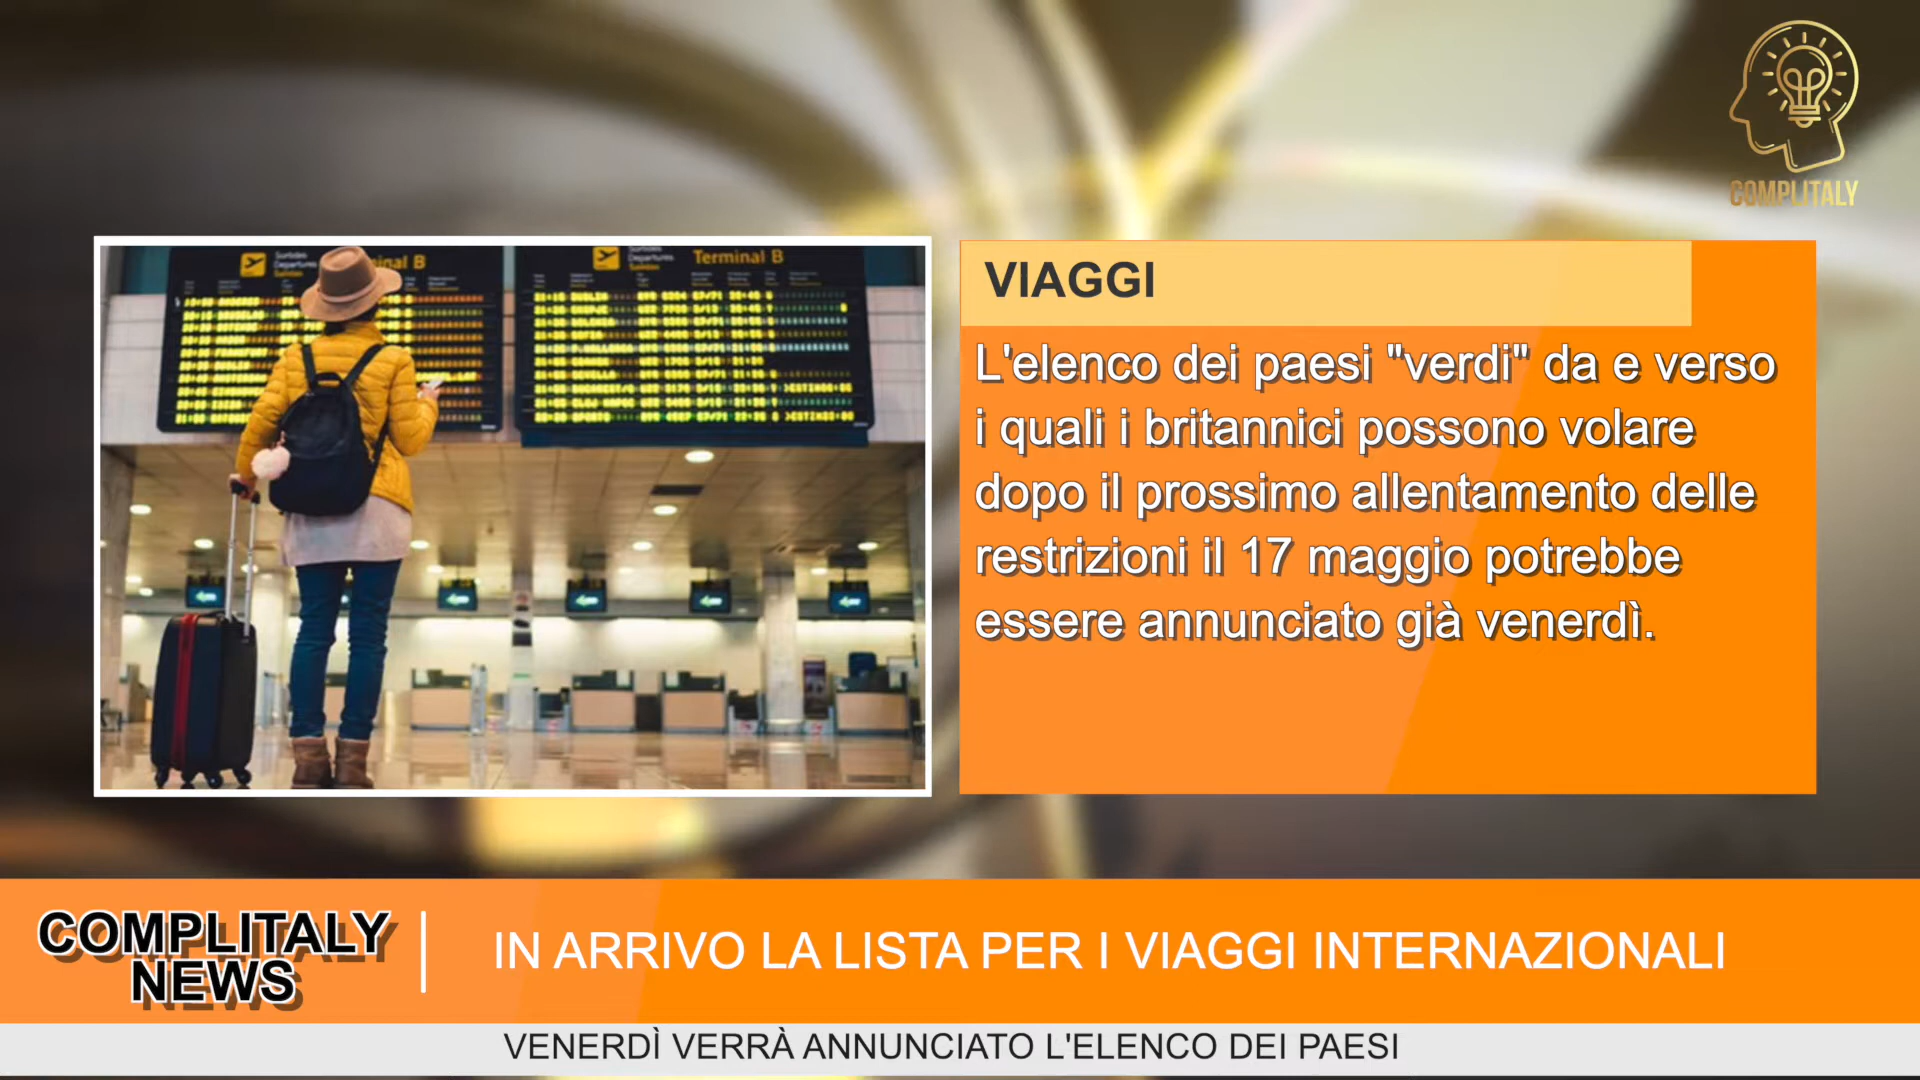 COMPLITALY
Terminal B
VIAGGI
L'elenco dei paesi "verdi" da e verso
i quali i britannici possono volare
dopo il prossimo allentamento delle
restrizioni il 17 maggio potrebbe
essere annunciato già venerdì.
COMPLITALY
NEWS
IN ARRIVO LA LISTA PER I VIAGGI INTERNAZIONALI
VENERDÌ VERRÀ ANNUNCIATO L'ELENCO DEI PAESI